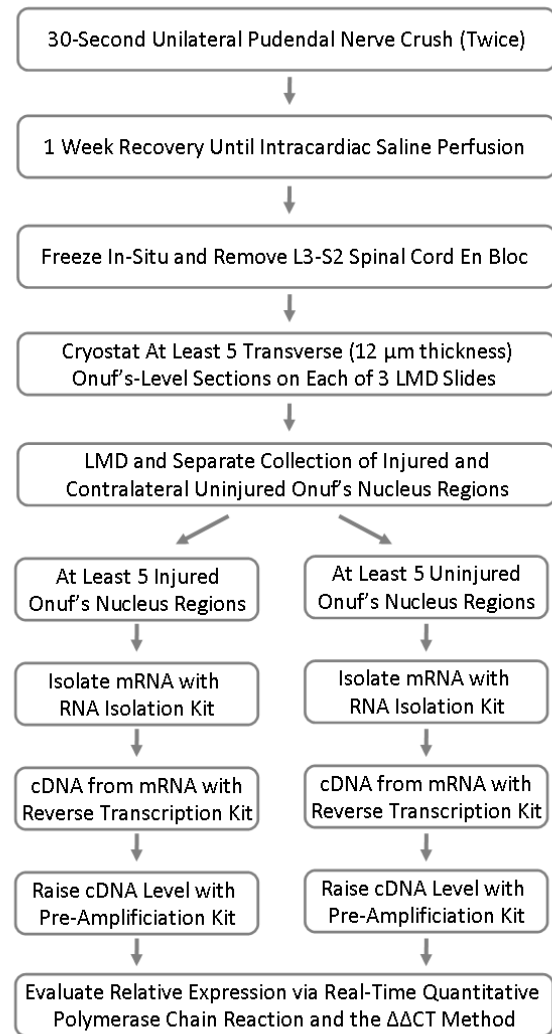 30-Second Unilateral Pudendal Nerve Crush (Twice)
1 Week Recovery Until Intracardiac Saline Perfusion
Freeze In-Situ and Remove L3-S2 Spinal Cord En Bloc
Cryostat At Least 5 Transverse (12 µm thickness)
Onuf's-Level Sections on Each of 3 LMD Slides
LMD and Separate Collection of Injured and
Contralateral Uninjured Onuf's Nucleus Regions
At Least 5 Injured
Onuf's Nucleus Regions
Isolate mRNA with
RNA Isolation Kit
cDNA from mRNA with
Reverse Transcription Kit
Raise cDNA Level with
Pre-Amplificiation Kit
At Least 5 Uninjured
Onuf's Nucleus Regions
Isolate mRNA with
RNA Isolation Kit
cDNA from mRNA with
Reverse Transcription Kit
Raise cDNA Level with
Pre-Amplificiation Kit
Evaluate Relative Expression via Real-Time Quantitative
Polymerase Chain Reaction and the ΔΔCT Method